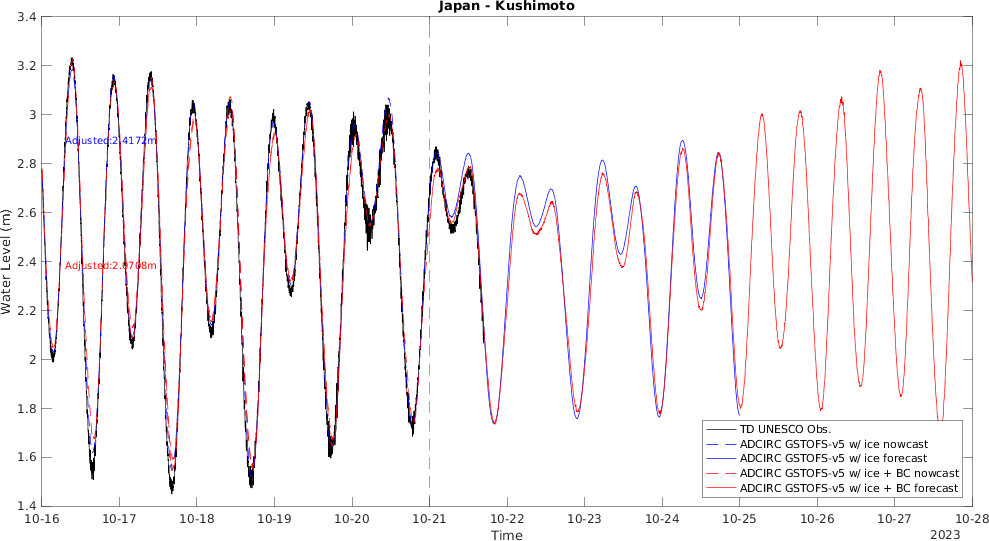 Japan - Kushimoto
3.4
3.2
3
2.8
2.6
2.4
2.2
2
1.8
1.6
1.4
Water Level (m)
Adjusted:2.4172m
Adjusted:2.0708m
TD UNESCO Obs.
ADCIRC GSTOFS-v5 w/ ice nowcast
ADCIRC GSTOFS-v5 w/ ice forecast
ADCIRC GSTOFS-v5 w/ ice + BC nowcast
ADCIRC GSTOFS-v5 w/ ice + BC forecast
10-16 10-17 10-18 10-19 10-20 10-21 10-22 10-23 10-24 10-25 10-26 10-27 10-28
Time 2023